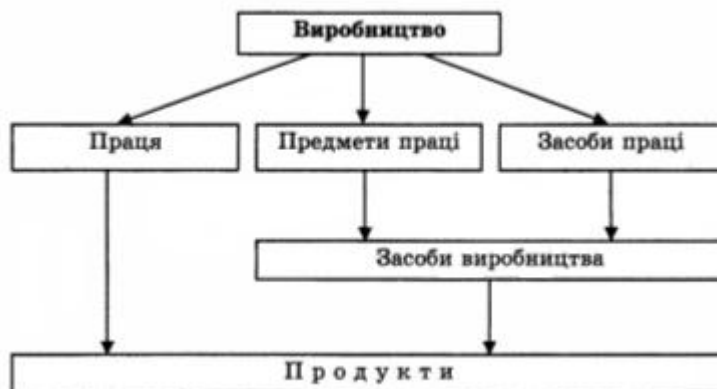 Виробництво
Праця
Предмети праці
Засоби праці
Засоби виробництва
Продукти